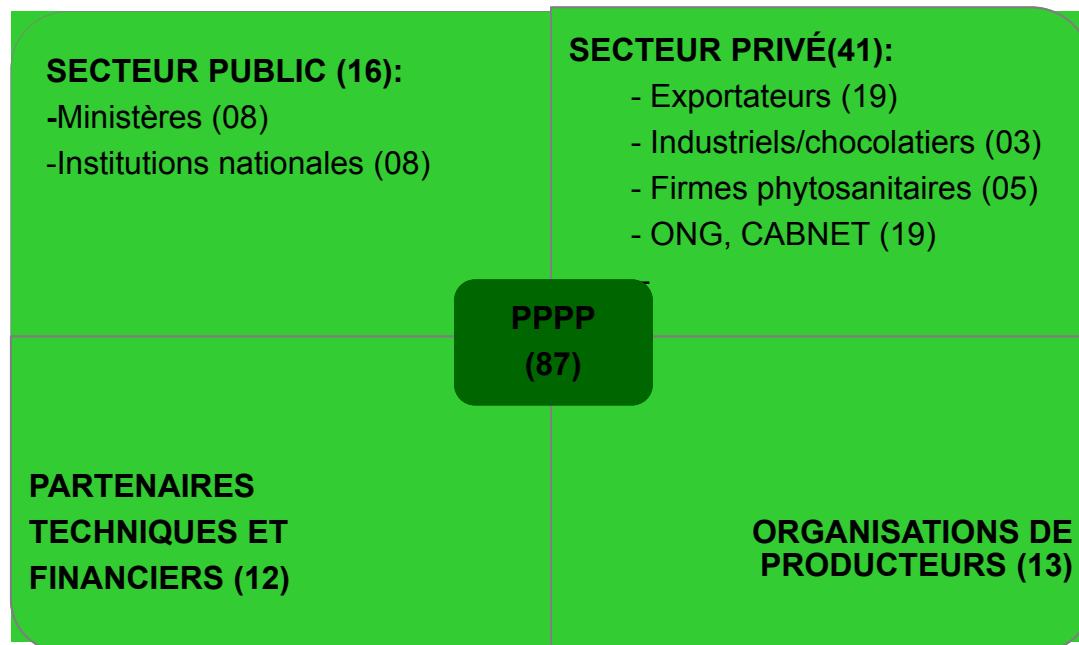 SECTEUR PUBLIC (16):
-Ministères (08)
-Institutions nationales (08)
SECTEUR PRIVÉ(41):
- Exportateurs (19)
- Industriels/chocolatiers (03)
- Firmes phytosanitaires (05)
- ONG, CABNET (19)
-
PPPP
(87)
PARTENAIRES
TECHNIQUES ET
FINANCIERS (12)
ORGANISATIONS DE
PRODUCTEURS (13)